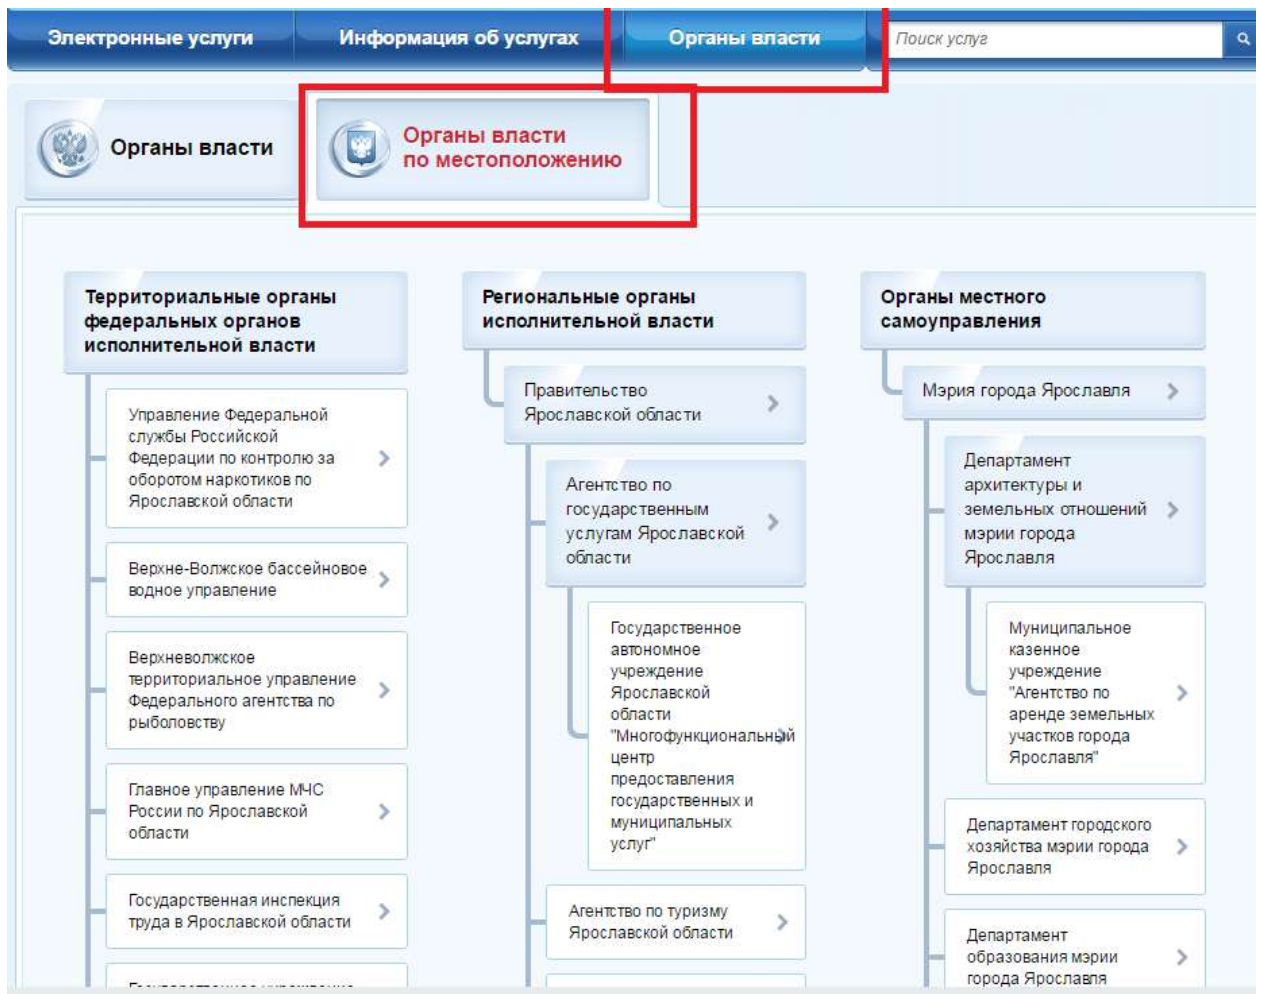 Электронные услуги
Информация об услугах
Органы власти
Поиск услуг
Органы власти
Органы власти
по местоположению
Территориальные органы
федеральных органов
исполнительной власти
Управление Федеральной
службы Российской
Федерации по контролю за
оборотом наркотиков по
Ярославской области
Верхне-Волжское бассейновое
водное управление
Верхневолжское
территориальное управление
Федерального агентства по
рыболовству
Главное управление МЧС
России по Ярославской
области
Государственная инспекция
труда в Ярославской области
Региональные органы
исполнительной власти
Правительство
Ярославской области
Агентство по
государственным
услугам Ярославской
области
Государственное
автономное
учреждение
Ярославской
области
"Многофункциональный
центр
предоставления
государственных и
муниципальных
услуг"
Агентство по туризму
Ярославской области
Органы местного
самоуправления
Мэрия города Ярославля
Департамент
архитектуры и
земельных отношений
мэрии города
Ярославля
Муниципальное
казенное
учреждение
"Агентство по
аренде земельных
участков города
Ярославля"
Департамент городского
хозяйства мэрии города
Ярославля
Департамент
образования мэрии
города Ярославля